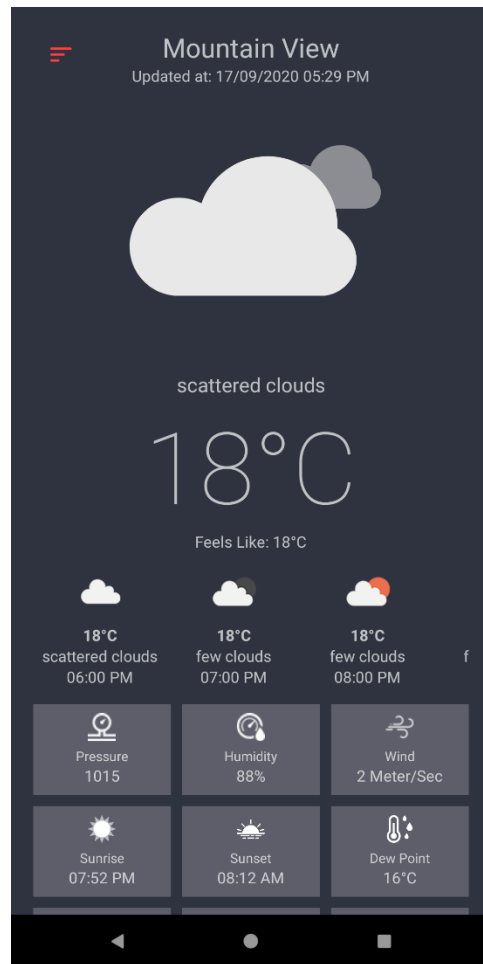 Mountain View
Updated at: 17/09/2020 05:29 PM
scattered clouds
18°C
Feels Like: 18°C
18°C 18°C 18°C
scattered clouds few clouds few clouds f
06:00 PM 07:00 PM 08:00 PM
Pressure Humidity Wind
1015 88% 2 Meter/Sec
Sunrise Sunset Dew Point
07:52 PM 08:12 AM 16°C